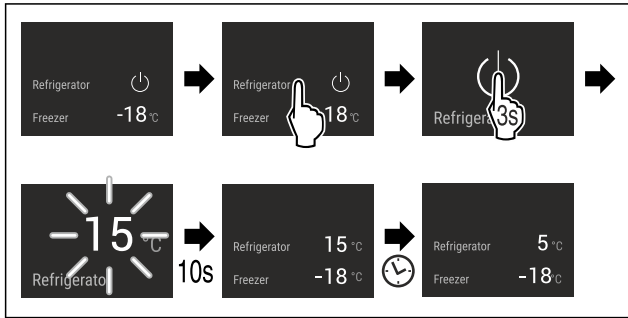 Refrigerator
Freezer -18 °C
Refrigerator
Freezer 18 °C
Refrigera 3s
15 °C
Refrigerato
10s
Refrigerator 15 °C
Freezer -18 °C
Refrigerator 5 °C
Freezer -18 °C